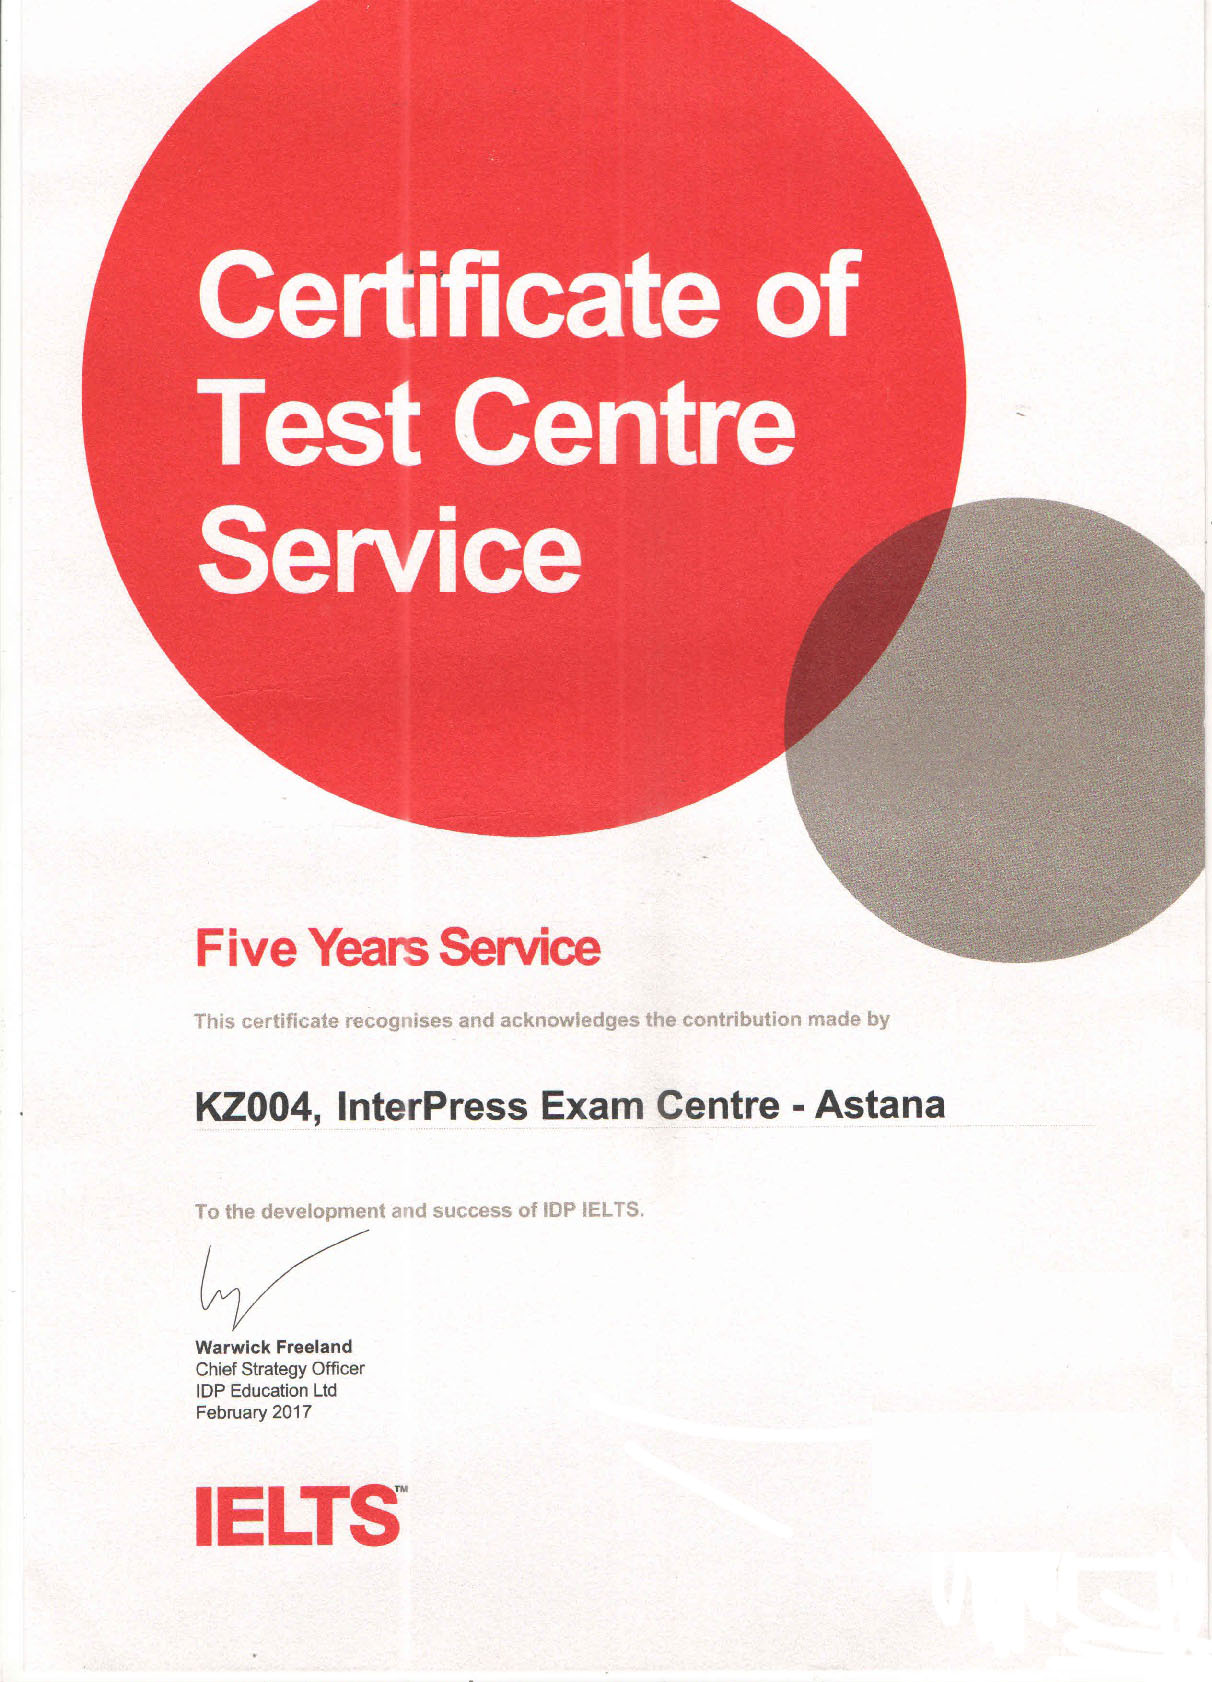 Certificate of
Test Centre
Service
Five Years Service
This certificate recognises and acknowledges the contribution made by
KZ004, InterPress Exam Centre - Astana
To the development and success of IDP IELTS.
Warwick Freeland
Chief Strategy Officer
IDP Education Ltd
February 2017
IELTS™